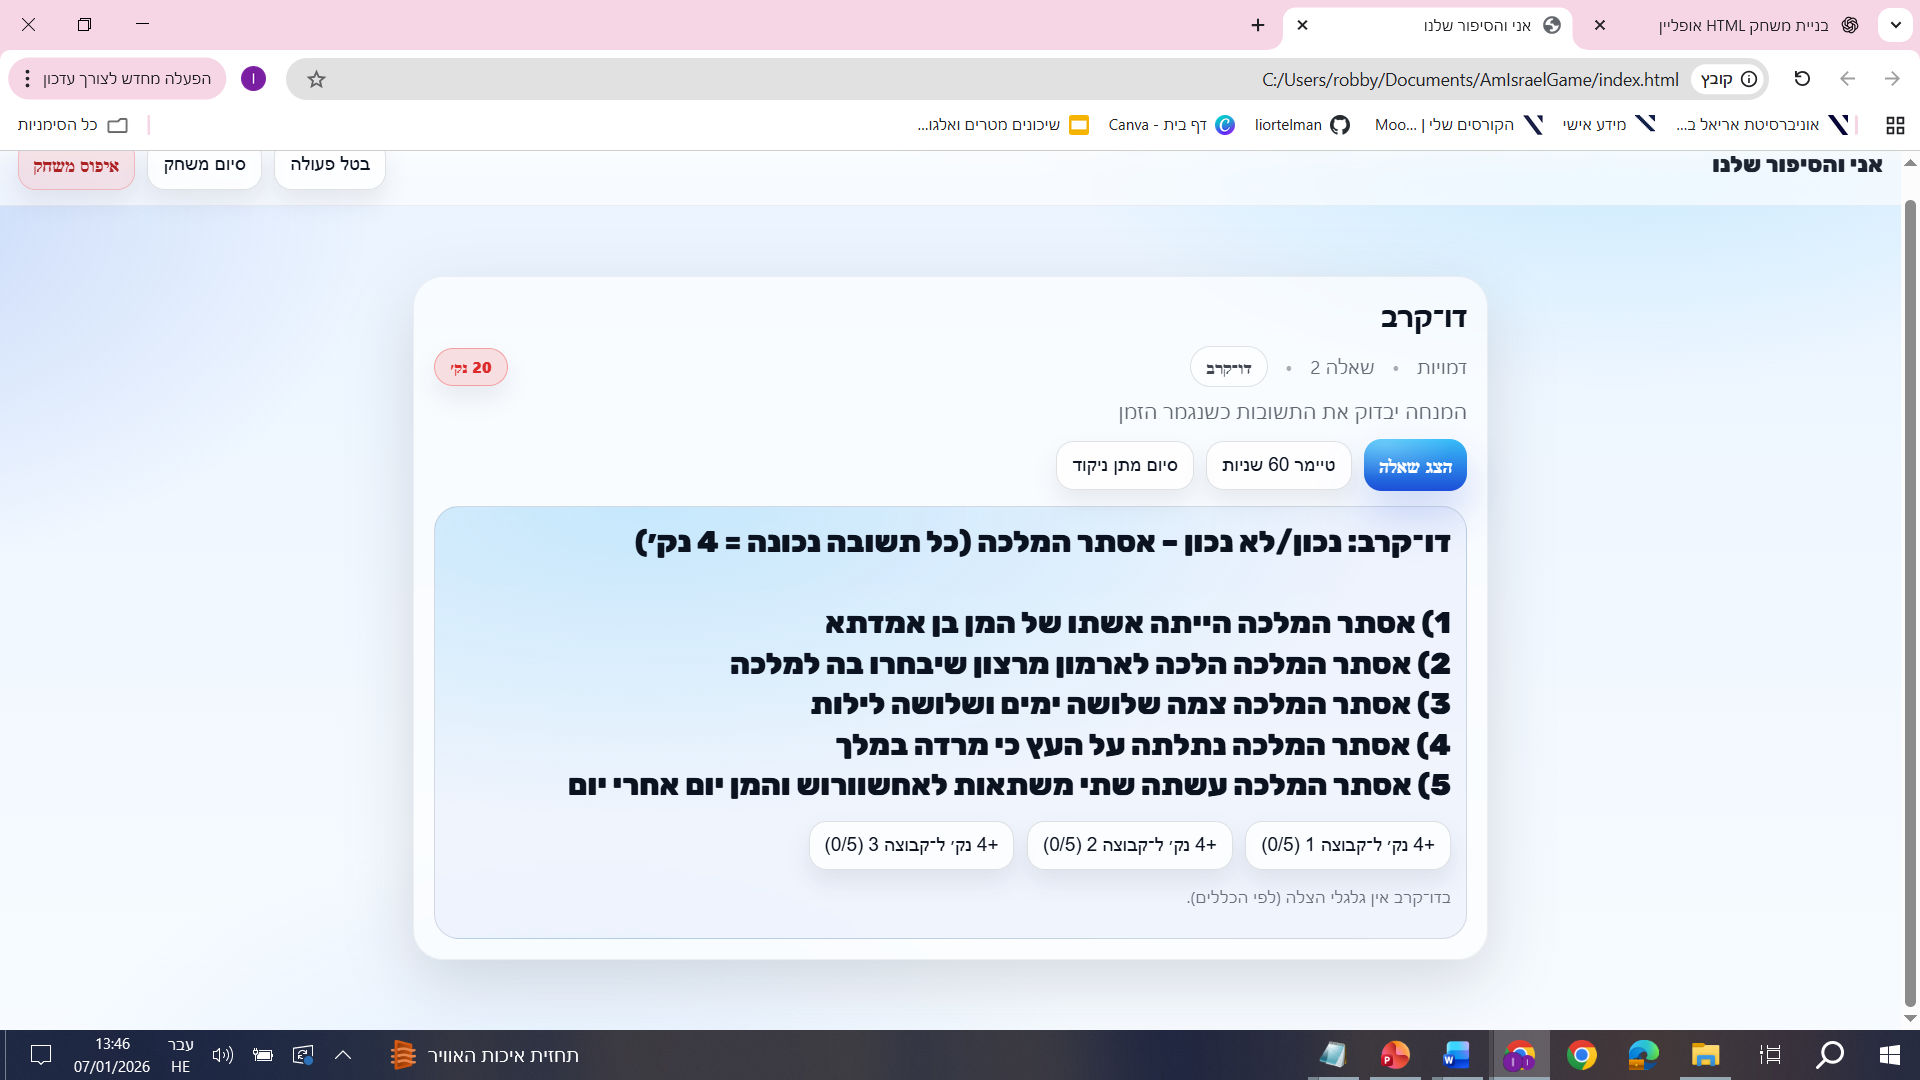 בניית משחק HTML אופליין
אני והסיפור שלנו
קובץ
C:/Users/robby/Documents/AmIsraelGame/index.html
הפעלה מחדש לצורך עדכון
אוניברסיטת אריאל ב...
מידע אישי
הקורסים שלי | Moo...
liortelman
דף בית - Canva
שיכונים מטרים ואלגו...
כל הסימניות
אני והסיפור שלנו
בטל פעולה
סיום משחק
איפוס משחק
דו־קרב
דמויות • שאלה 2 • דו־קרב
20 נק׳
המנחה יבדוק את התשובות כשנגמר הזמן
הצג שאלה
טיימר 60 שניות
סיום מתן ניקוד
דו־קרב: נכון/לא נכון – אסתר המלכה (כל תשובה נכונה = 4 נק׳)
1) אסתר המלכה הייתה אשתו של המן בן אמדתא
2) אסתר המלכה הלכה לארמון מרצון שיבחרו בה למלכה
3) אסתר המלכה צמה שלושה ימים ושלושה לילות
4) אסתר המלכה נתלתה על העץ כי מרדה במלך
5) אסתר המלכה עשתה שתי משתאות לאחשוורוש והמן יום אחרי יום
+4 נק׳ ל־קבוצה 1 (0/5)
+4 נק׳ ל־קבוצה 2 (0/5)
+4 נק׳ ל־קבוצה 3 (0/5)
בדו־קרב אין גלגלי הצלה (לפי הכללים).
תחזית איכות האוויר
עבר
HE
13:46
07/01/2026